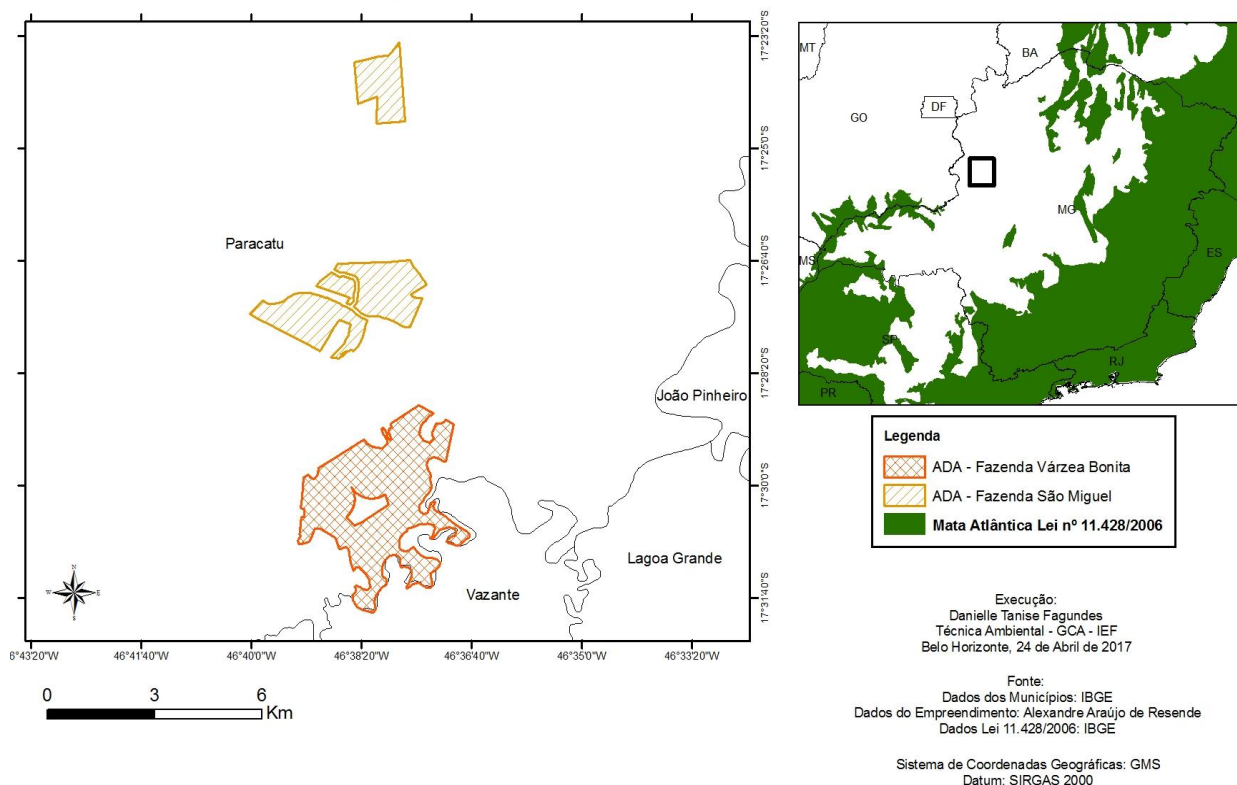 17°23'20"S
17°25'0"S
Paracatu
17°26'40"S
17°28'20"S
João Pinheiro
17°30'0"S
Lagoa Grande
Vazante
17°31'40"S
N
W
E
S
6°43'20"W 46°41'40"W 46°40'0"W 46°38'20"W 46°36'40"W 46°35'0"W 46°33'20"W
0 3 6
Km
MT
BA
GO
DF
MG
MS
ES
SP
RJ
PR
Legenda
ADA - Fazenda Várzea Bonita
ADA - Fazenda São Miguel
Mata Atlântica Lei nº 11.428/2006
Execução:
Danielle Tanise Fagundes
Técnica Ambiental - GCA - IEF
Belo Horizonte, 24 de Abril de 2017
Fonte:
Dados dos Municípios: IBGE
Dados do Empreendimento: Alexandre Araújo de Resende
Dados Lei 11.428/2006: IBGE
Sistema de Coordenadas Geográficas: GMS
Datum: SIRGAS 2000